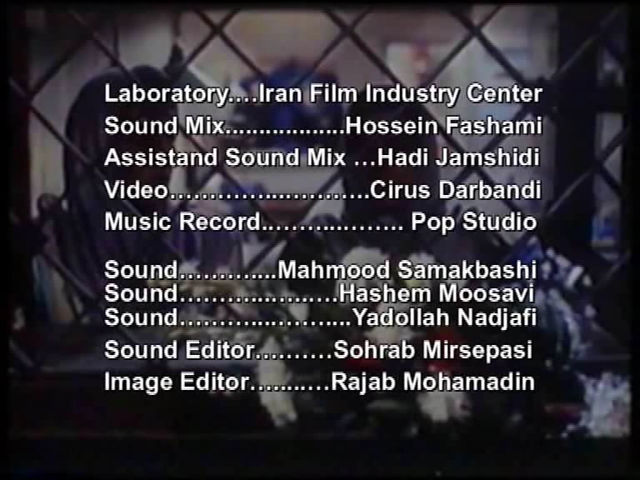 Laboratory....Iran Film Industry Center
Sound Mix..................Hossein Fashami
Assistand Sound Mix ...Hadi Jamshidi
Video..............................Cirus Darbandi
Music Record..................... Pop Studio
Sound...............Mahmood Samakbashi
Sound........................Hashem Moosavi
Sound..........................Yadollah Nadjafi
Sound Editor...........Sohrab Mirsepasi
Image Editor............Rajab Mohamadin